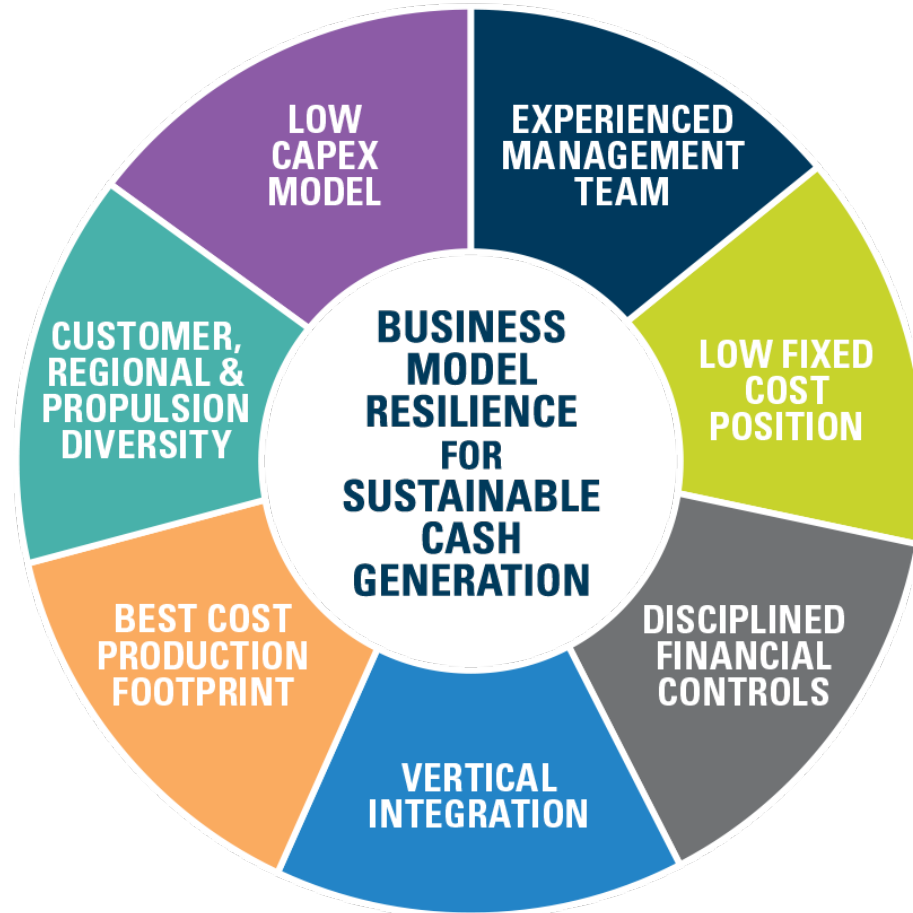 LOW
CAPEX
MODEL
EXPERIENCED
MANAGEMENT
TEAM
LOW FIXED
COST
POSITION
DISCIPLINED
FINANCIAL
CONTROLS
VERTICAL
INTEGRATION
BEST COST
PRODUCTION
FOOTPRINT
CUSTOMER,
REGIONAL &
PROPULSION
DIVERSITY
BUSINESS
MODEL
RESILIENCE
FOR
SUSTAINABLE
CASH
GENERATION